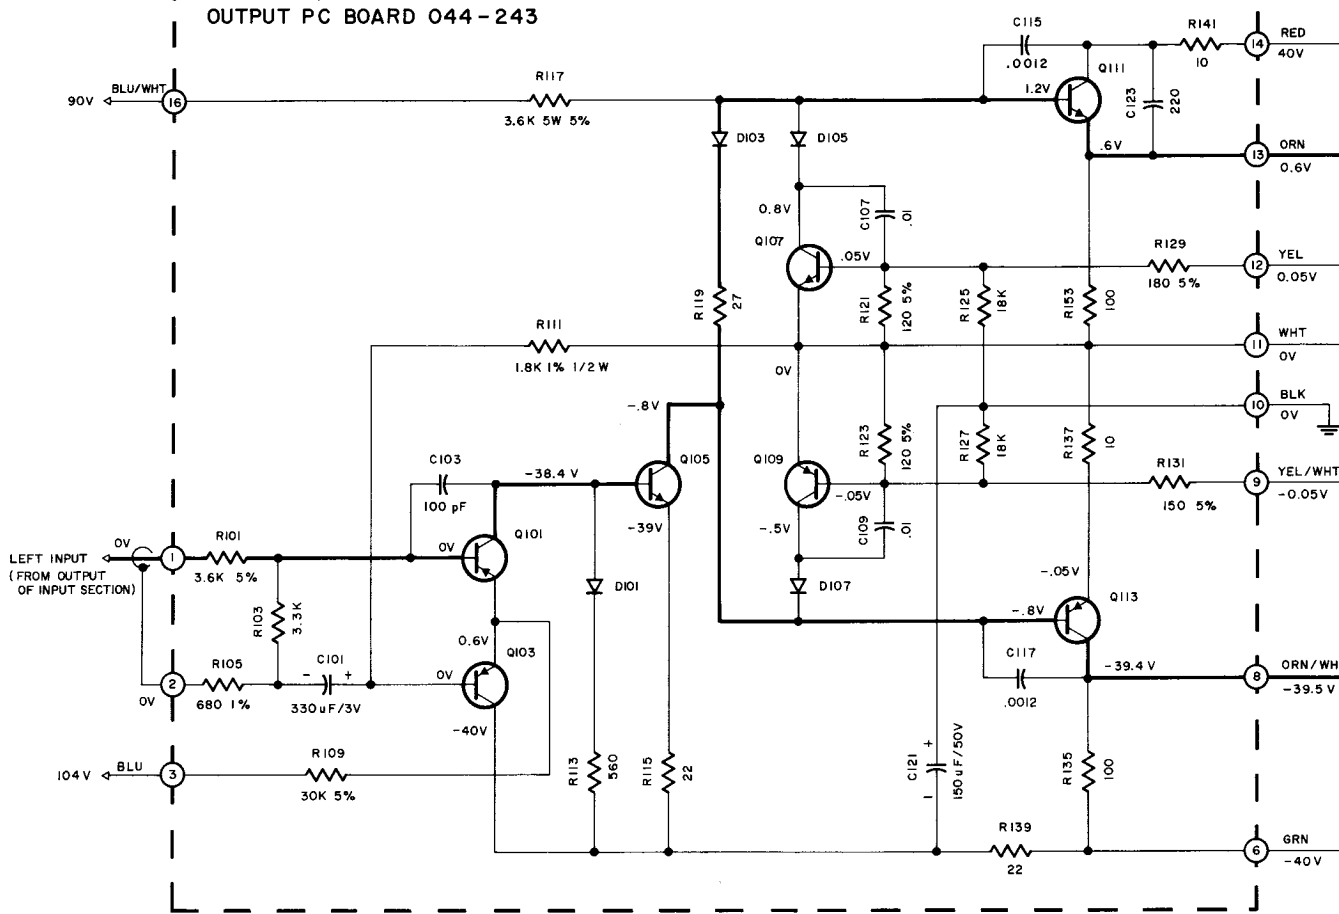 OUTPUT PC BOARD 044-243
C115
.0012
R141
10
14
RED
40V
Q111
1.2V
C123
220
90V
BLU/WHT
16
R117
3.6K 5W 5%
D103
D105
.6V
13
ORN
0.6V
0.8V
C107
.01
Q107
.05V
R129
180 5%
12
YEL
0.05V
R119
27
R121
120 5%
R125
18K
R153
100
R111
1.8K 1% 1/2W
0V
11
WHT
0V
-.8V
10
BLK
0V
R123
120 5%
R127
18K
R137
10
C103
100 pF
-38.4 V
Q105
Q109
-.05V
R131
150 5%
9
YEL/WHT
-0.05V
-39V
-.5V
C109
.01
LEFT INPUT
(FROM OUTPUT
OF INPUT SECTION)
0V
1
R101
3.6K 5%
0V
Q101
D101
D107
-.05V
Q113
-.8V
R103
3.3K
0.6V
Q103
C101
- +
330uF/3V
0V
2
0V
R105
680 1%
C117
.0012
-39.4 V
8
ORN/WH
-39.5V
-40V
104V
BLU
3
R109
30K 5%
R113
560
R115
22
C121
+
-
150uF/50V
R135
100
R139
22
6
GRN
-40V